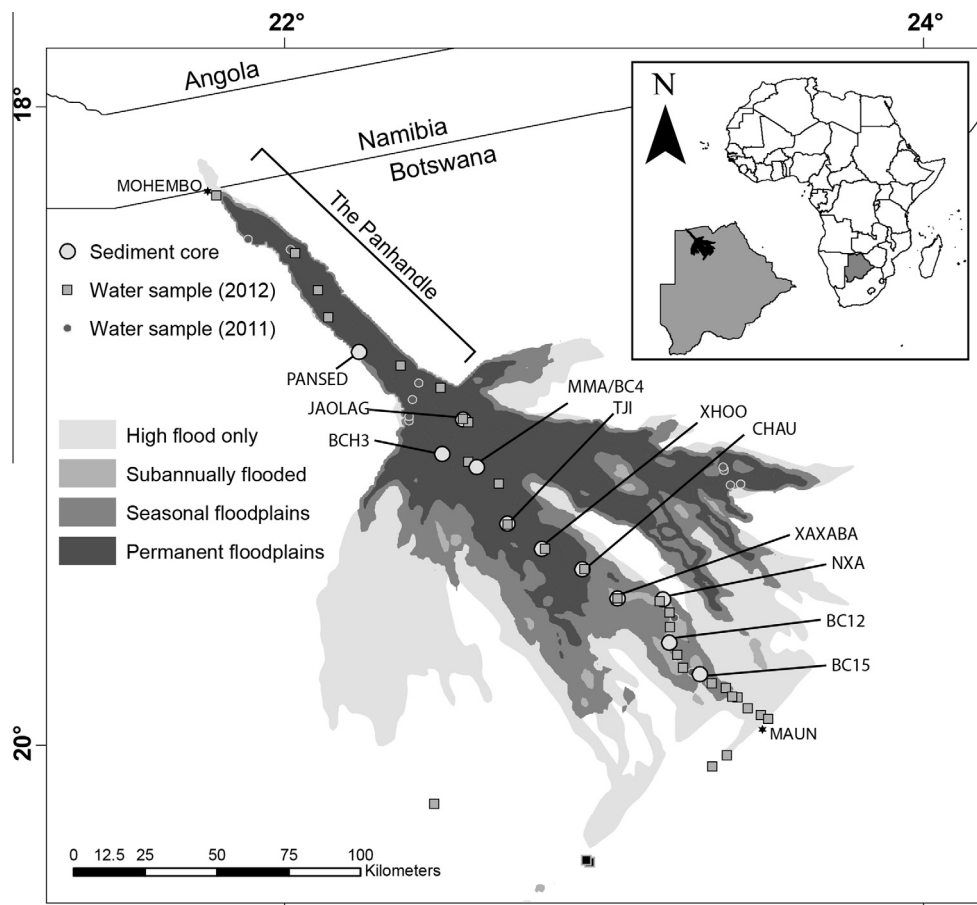 22°
24°
18°
Angola
Namibia
Botswana
N
MOHEMBO
The Panhandle
Sediment core
Water sample (2012)
Water sample (2011)
PANSED
JAOLAG
BCH3
MMA/BC4
TJI
XHOO
CHAU
High flood only
Subannually flooded
Seasonal floodplains
Permanent floodplains
XAXABA
NXA
BC12
BC15
MAUN
20°
0 12.5 25 50 75 100
Kilometers